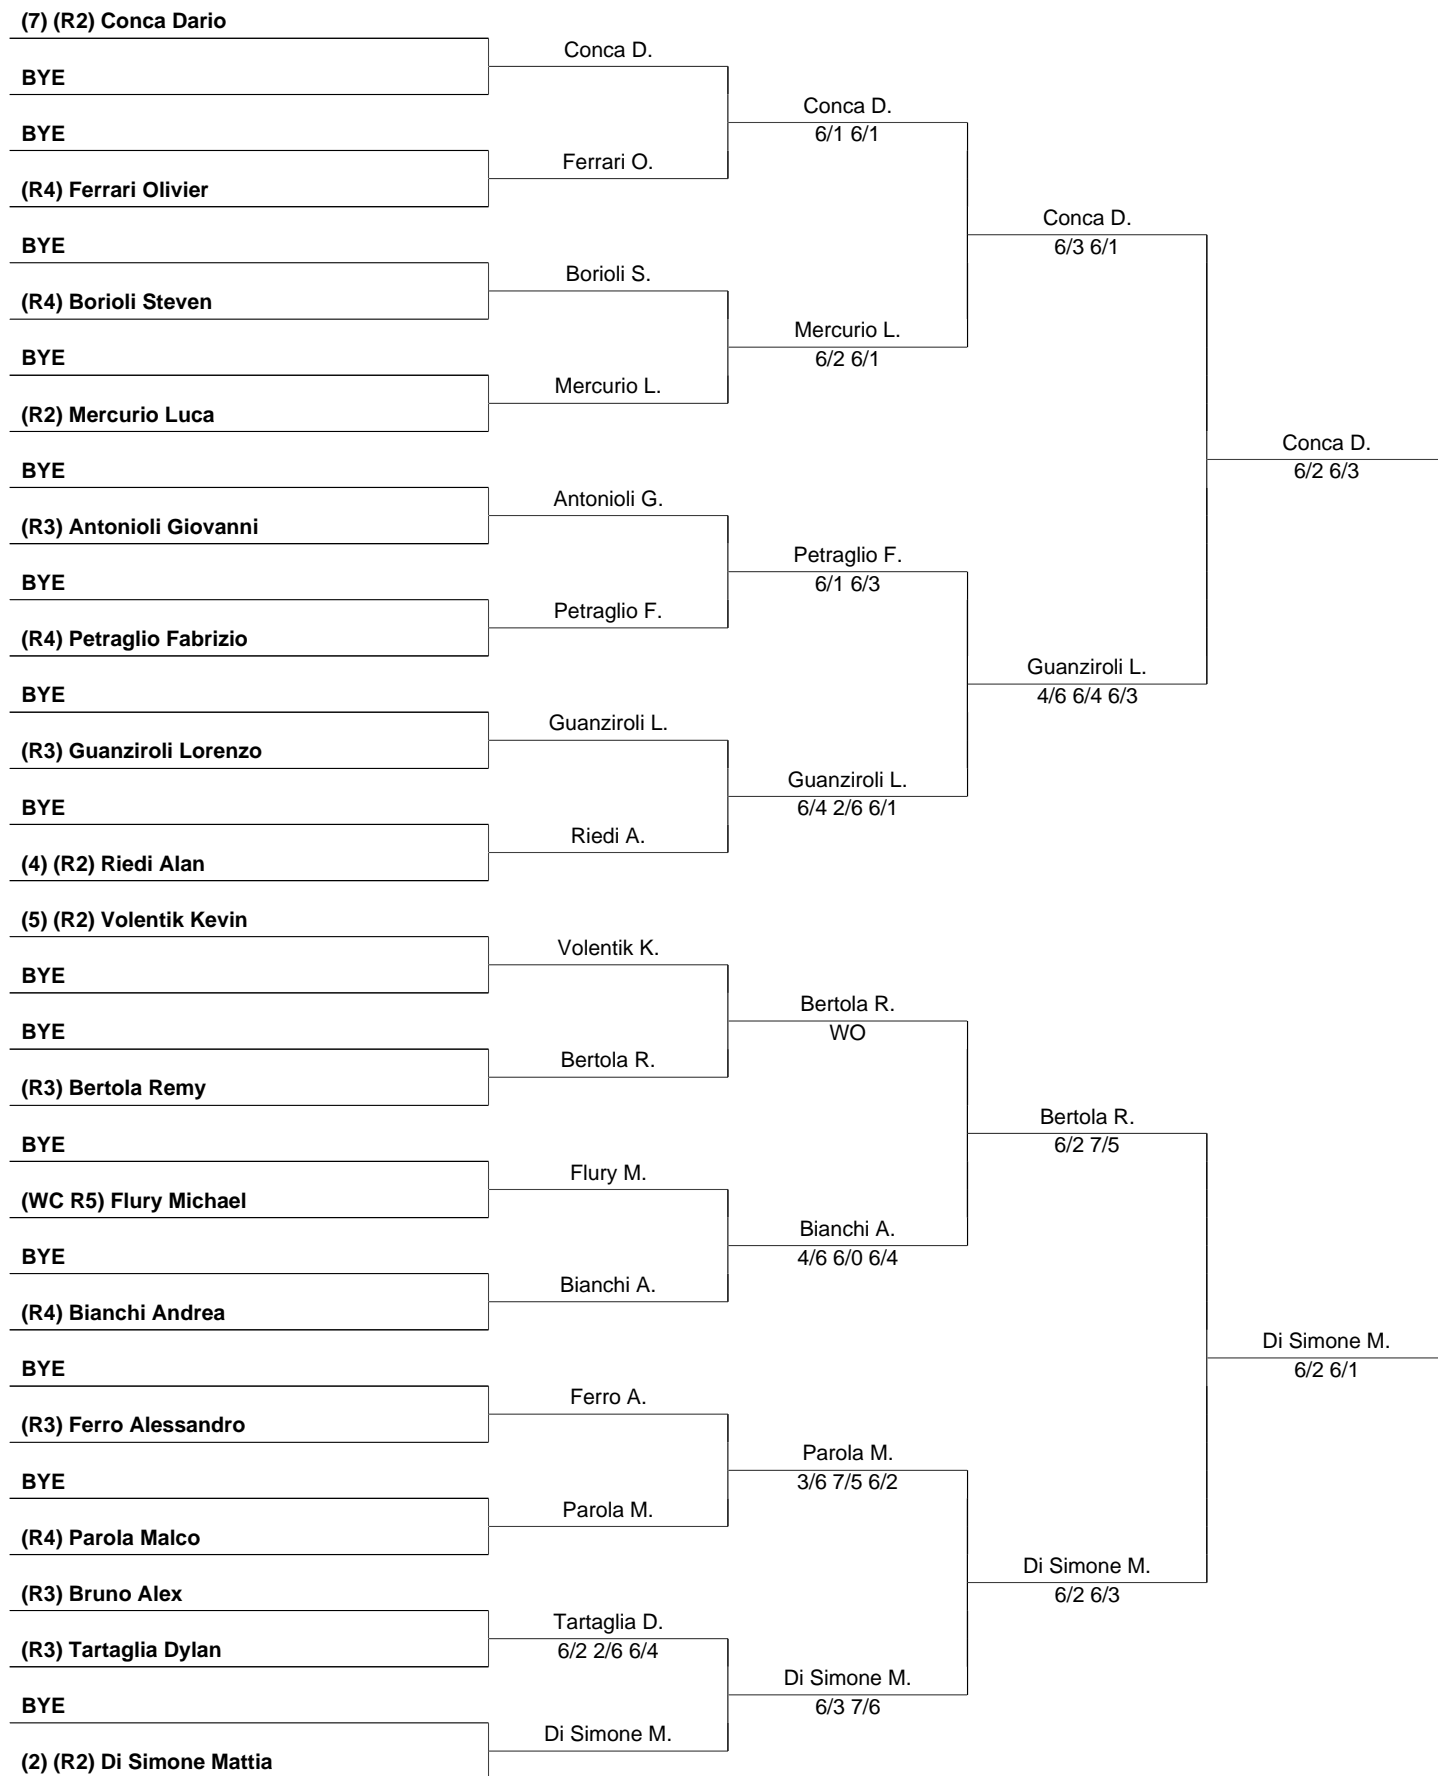 (7) (R2) Conca Dario
Conca D.
BYE
Conca D.
6/1 6/1
BYE
Ferrari O.
(R4) Ferrari Olivier
Conca D.
6/3 6/1
BYE
Borioli S.
(R4) Borioli Steven
Mercurio L.
6/2 6/1
BYE
Mercurio L.
(R2) Mercurio Luca
Conca D.
6/2 6/3
BYE
Antonioli G.
(R3) Antonioli Giovanni
Petraglio F.
6/1 6/3
BYE
Petraglio F.
(R4) Petraglio Fabrizio
Guanziroli L.
4/6 6/4 6/3
BYE
Guanziroli L.
(R3) Guanziroli Lorenzo
Guanziroli L.
6/4 2/6 6/1
BYE
Riedi A.
(4) (R2) Riedi Alan
(5) (R2) Volentik Kevin
Volentik K.
BYE
Bertola R.
WO
BYE
Bertola R.
(R3) Bertola Remy
Bertola R.
6/2 7/5
BYE
Flury M.
(WC R5) Flury Michael
Bianchi A.
4/6 6/0 6/4
BYE
Bianchi A.
(R4) Bianchi Andrea
Di Simone M.
6/2 6/1
BYE
Ferro A.
(R3) Ferro Alessandro
Parola M.
3/6 7/5 6/2
BYE
Parola M.
(R4) Parola Malco
Di Simone M.
6/2 6/3
(R3) Bruno Alex
Tartaglia D.
6/2 2/6 6/4
(R3) Tartaglia Dylan
Di Simone M.
6/3 7/6
BYE
Di Simone M.
(2) (R2) Di Simone Mattia